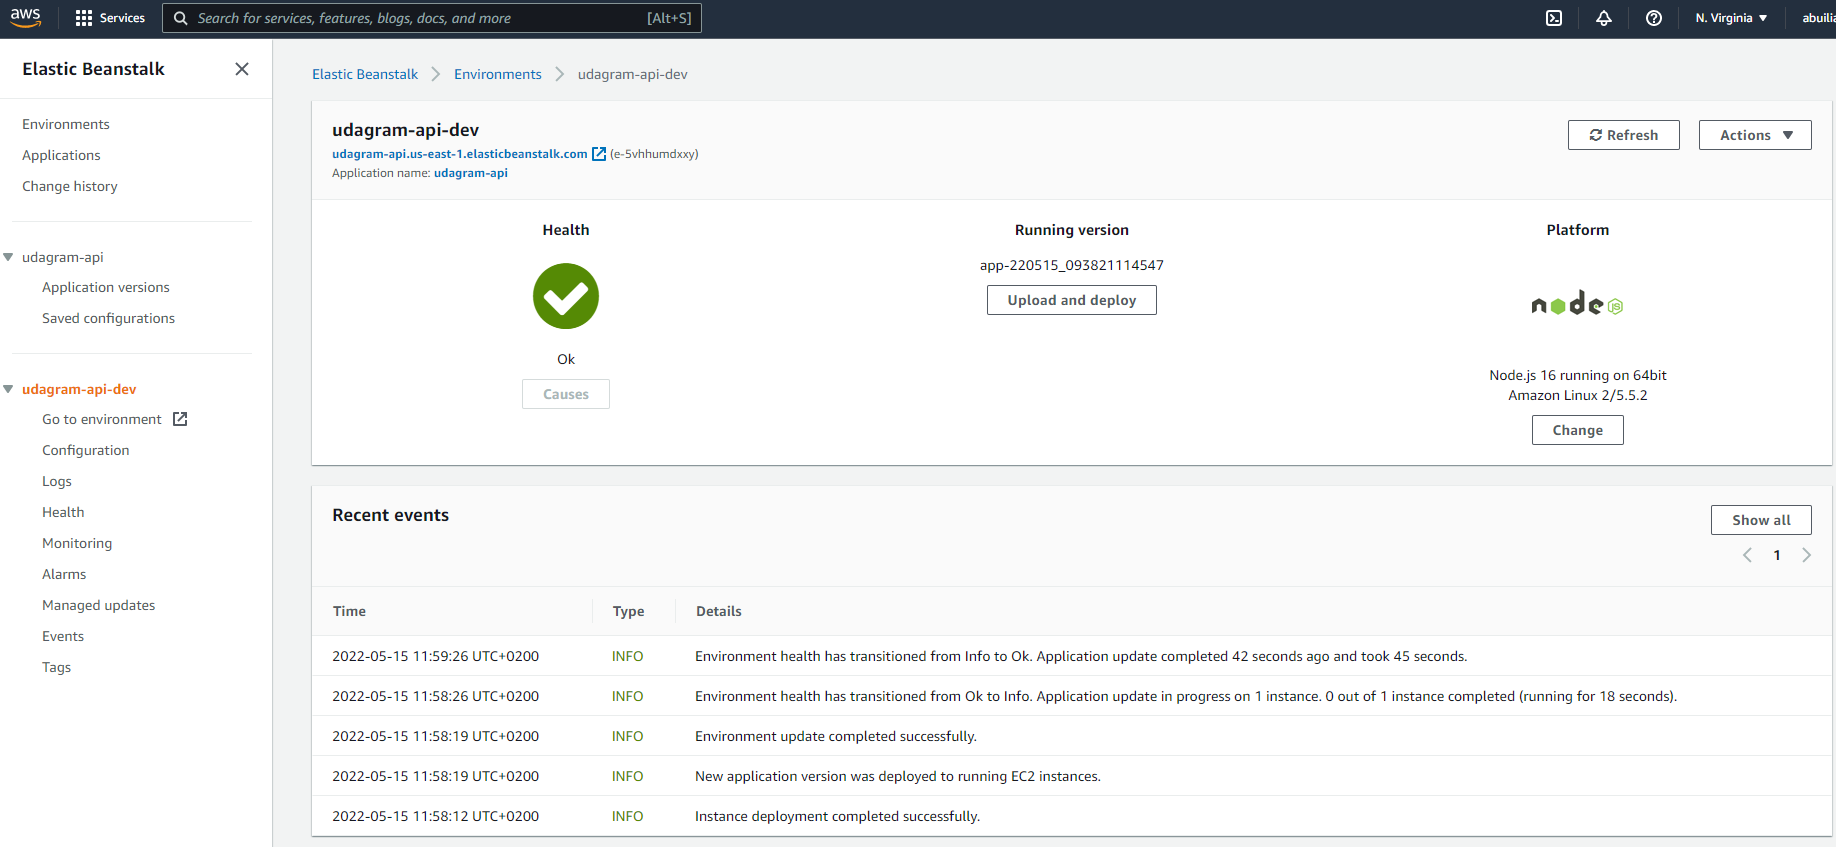 aws
Services
Search for services, features, blogs, docs, and more [Alt+S]
N. Virginia
abuilia
Elastic Beanstalk
Environments
Applications
Change history
udagram-api
Application versions
Saved configurations
udagram-api-dev
Go to environment
Configuration
Logs
Health
Monitoring
Alarms
Managed updates
Events
Tags
Elastic Beanstalk Environments udagram-api-dev
udagram-api-dev
udagram-api.us-east-1.elasticbeanstalk.com (e-5vhhumdxxy)
Application name: udagram-api
Refresh
Actions
Health
Ok
Causes
Running version
app-220515_093821114547
Upload and deploy
Platform
node JS
Node.js 16 running on 64bit
Amazon Linux 2/5.5.2
Change
Recent events
Show all
1
Time Type Details
2022-05-15 11:59:26 UTC+0200 INFO Environment health has transitioned from Info to Ok. Application update completed 42 seconds ago and took 45 seconds.
2022-05-15 11:58:26 UTC+0200 INFO Environment health has transitioned from Ok to Info. Application update in progress on 1 instance. 0 out of 1 instance completed (running for 18 seconds).
2022-05-15 11:58:19 UTC+0200 INFO Environment update completed successfully.
2022-05-15 11:58:19 UTC+0200 INFO New application version was deployed to running EC2 instances.
2022-05-15 11:58:12 UTC+0200 INFO Instance deployment completed successfully.